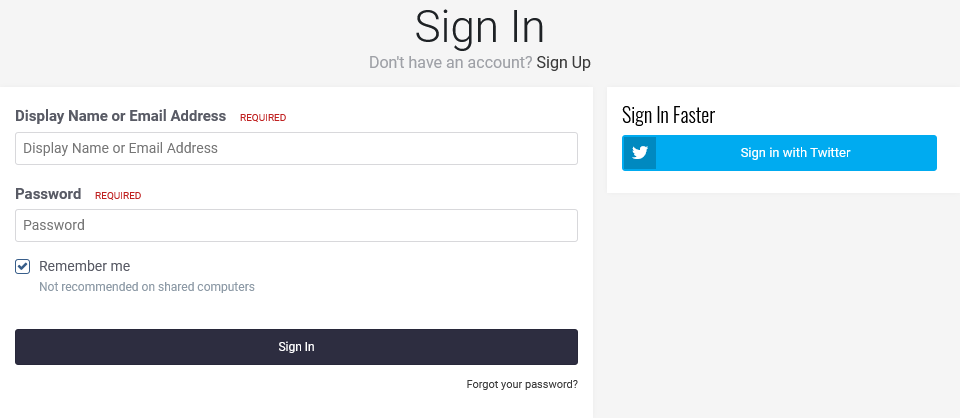 Sign In
Don't have an account? Sign Up
Display Name or Email Address REQUIRED
Display Name or Email Address
Password REQUIRED
Password
Remember me
Not recommended on shared computers
Sign In
Forgot your password?
Sign In Faster
Sign in with Twitter